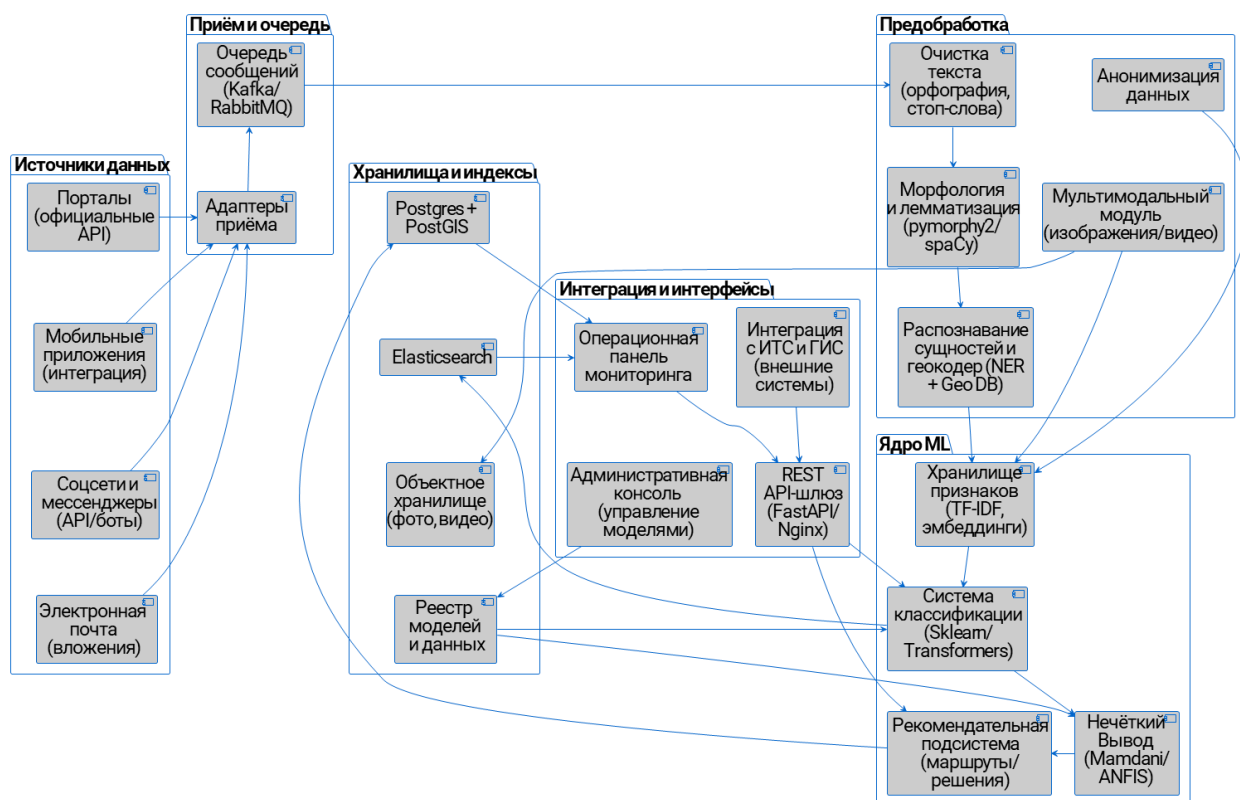 Приём и очередь
Очередь
сообщений
(Kafka/
RabbitMQ)
Адаптеры
приёма
Источники данных
Порталы
(официальные
API)
Мобильные
приложения
(интеграция)
Соцсети и
мессенджеры
(API/боты)
Электронная
почта
(вложения)
Хранилища и индексы
Postgres +
PostGIS
Elasticsearch
Объектное
хранилище
(фото, видео)
Реестр
моделей
и данных
Интеграция и интерфейсы
Операционная
панель
мониторинга
Интеграция
с ИТС и ГИС
(внешние
системы)
Административная
консоль
(управление
моделями)
REST
API-шлюз
(FastAPI/
Nginx)
Предобработка
Очистка
текста
(орфография,
стоп-слова)
Анонимизация
данных
Морфология
и лемматизация
(pymorphy2/
spaCy)
Мультимодальный
модуль
(изображения/видео)
Распознавание
сущностей и
геокодер (NER
+ Geo DB)
Ядро ML
Хранилище
признаков
(TF-IDF,
эмбеддинги)
Система
классификации
(Sklearn/
Transformers)
Рекомендательная
подсистема
(маршруты/
решения)
Нечёткий
Вывод
(Mamdani/
ANFIS)